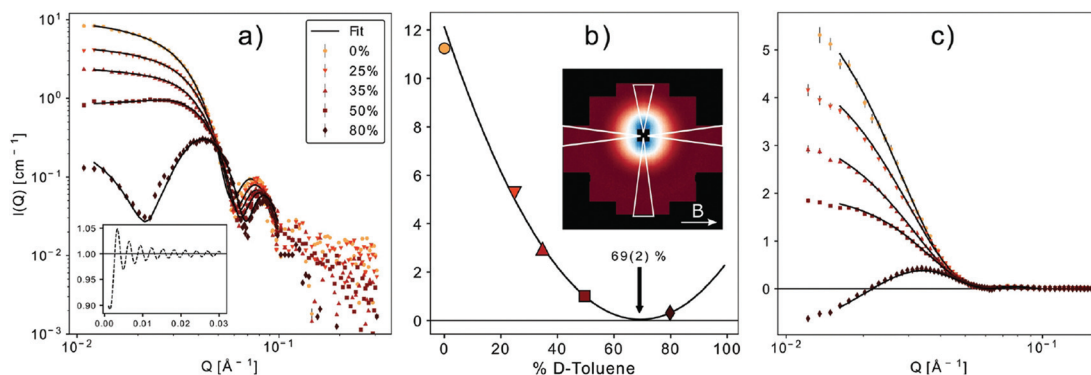 a)
I(Q) [cm⁻¹]
10¹
10⁰
10⁻¹
10⁻²
10⁻³
Fit
0%
25%
35%
50%
80%
1.05
1.00
0.95
0.90
0.00 0.01 0.02 0.03
10⁻² 10⁻¹
Q [Å⁻¹]
b)
12
10
8
6
4
2
0
B
69(2) %
0 20 40 60 80 100
% D-Toluene
c)
5
4
3
2
1
0
10⁻² 10⁻¹
Q [Å⁻¹]